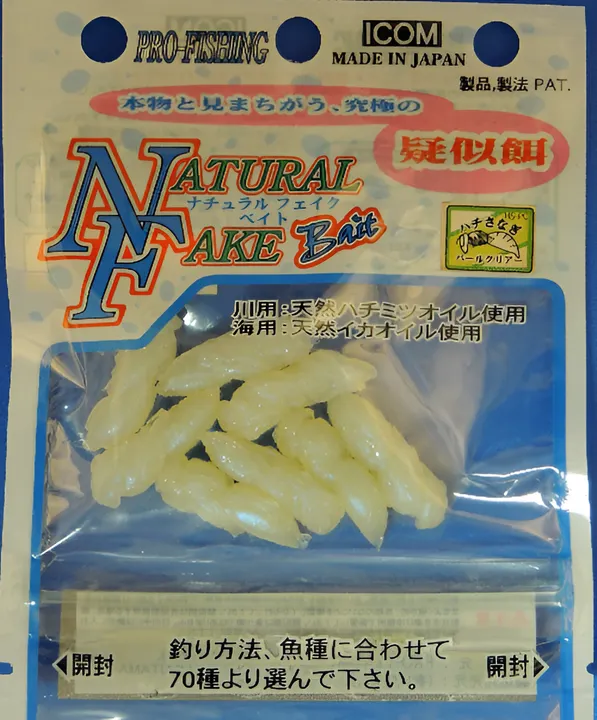 PRO-FISHING
ICOM
MADE IN JAPAN
製品,製法 PAT.
本物と見まちがう、究極の
疑似餌
NATURAL
ナチュラル フェイク
ベイト
FAKE Bait
ハチさなぎ
パールクリアー
川用:天然ハチミツオイル使用
海用:天然イカオイル使用
釣り方法、魚種に合わせて
70種より選んで下さい。
開封
開封